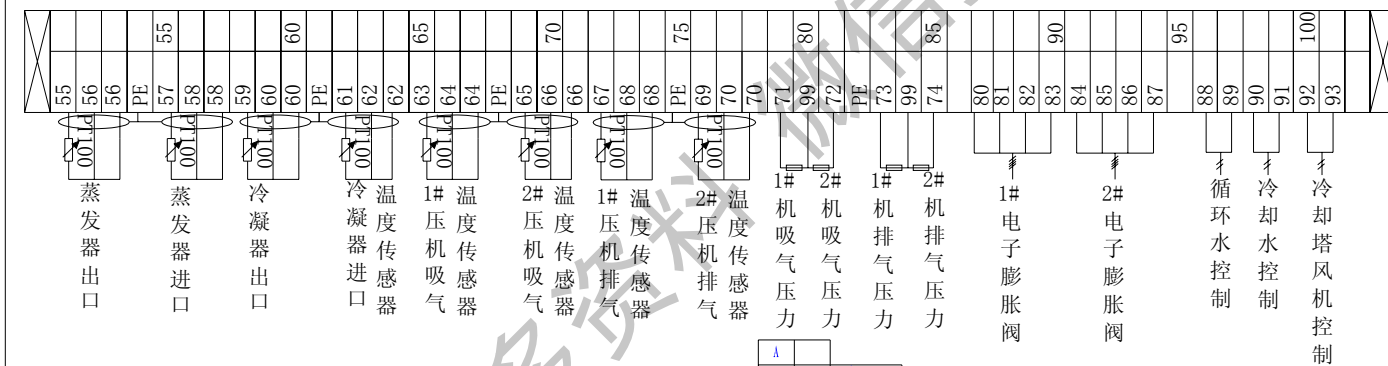 55 60 65 70 75 80 85 90 95 100
55 56 56 PE 57 58 58 59 60 60 PE 61 62 62 63 64 64 PE 65 66 66 67 68 68 PE 69 70 70 71 99 72 PE 73 99 74 80 81 82 83 84 85 86 87 88 89 90 91 92 93
PT100 PT100 PT100 PT100 PT100 PT100 PT100 PT100
蒸发器出口
蒸发器进口
冷凝器出口
冷凝器进口
温度传感器
1#压机吸气
温度传感器
2#压机吸气
温度传感器
1#压机排气
温度传感器
2#压机排气
温度传感器
1#机吸气压力
2#机吸气压力
1#机排气压力
2#机排气压力
1#电子膨胀阀
2#电子膨胀阀
循环水控制
冷却水控制
冷却塔风机控制
A
多资料 微信